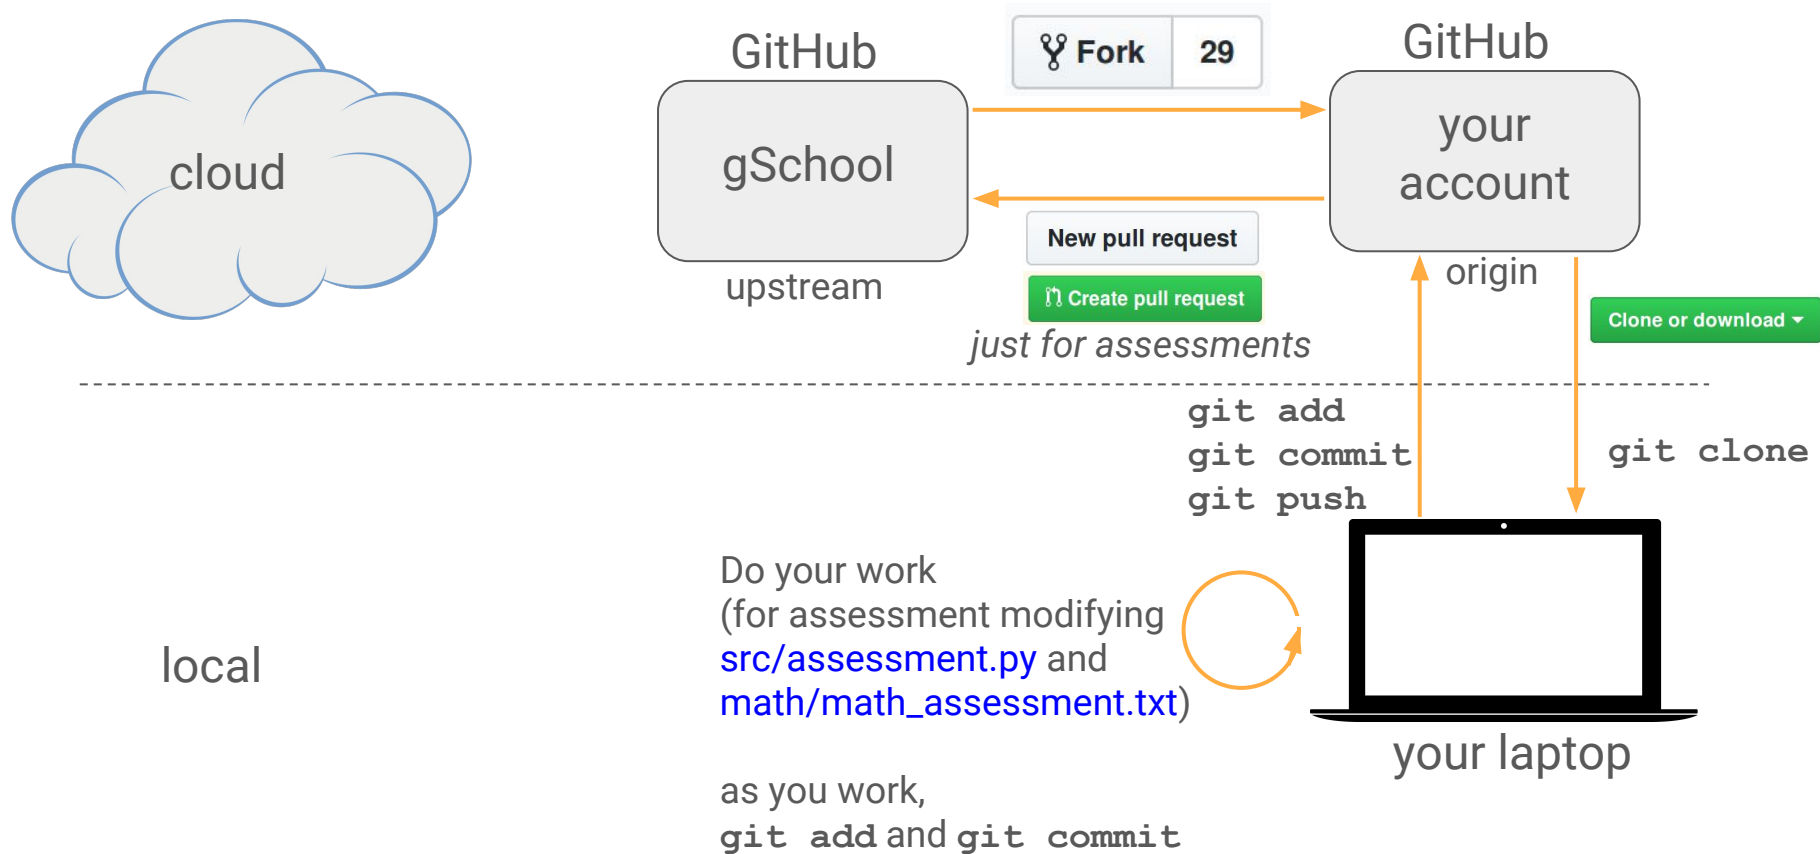 cloud
GitHub
gSchool
upstream
Fork 29
New pull request
Create pull request
just for assessments
GitHub
your
account
origin
Clone or download
git add
git commit
git push
git clone
local
Do your work
(for assessment modifying
src/assessment.py and
math/math_assessment.txt)
as you work,
git add and git commit
your laptop